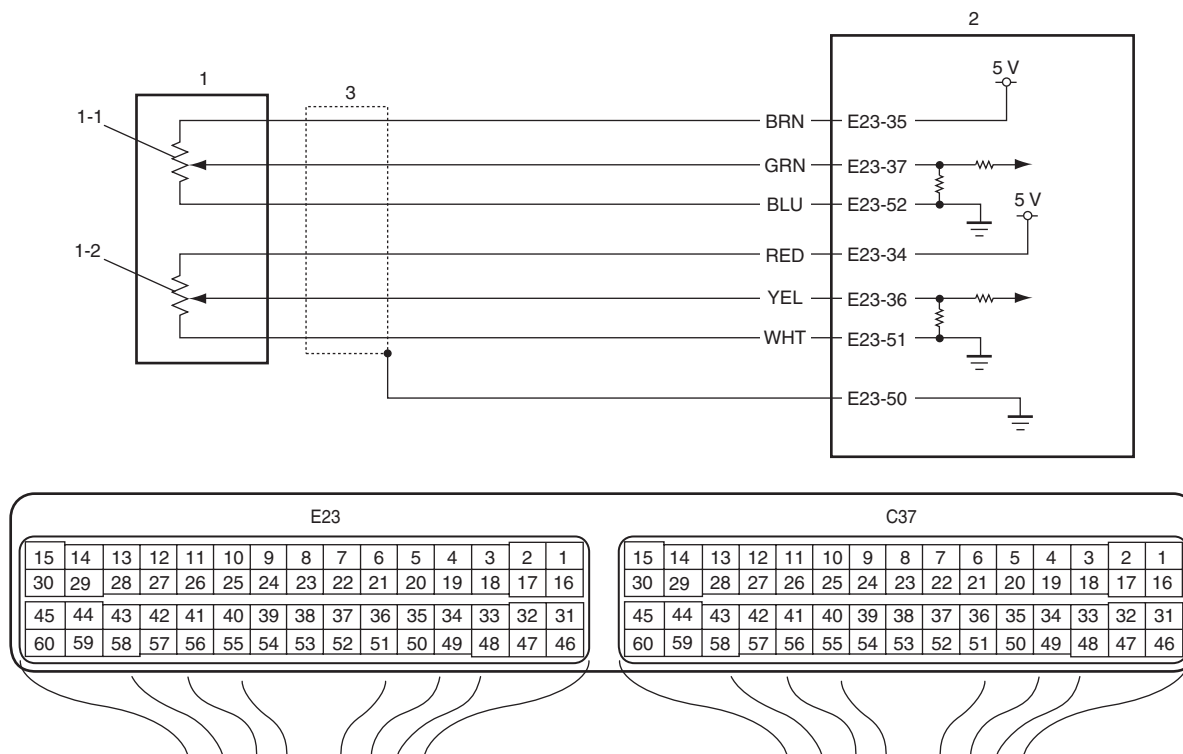 2
1
3
1-1
1-2
5 V
BRN E23-35
GRN E23-37
BLU E23-52
5 V
RED E23-34
YEL E23-36
WHT E23-51
E23-50
E23
15 14 13 12 11 10 9 8 7 6 5 4 3 2 1
30 29 28 27 26 25 24 23 22 21 20 19 18 17 16
45 44 43 42 41 40 39 38 37 36 35 34 33 32 31
60 59 58 57 56 55 54 53 52 51 50 49 48 47 46
C37
15 14 13 12 11 10 9 8 7 6 5 4 3 2 1
30 29 28 27 26 25 24 23 22 21 20 19 18 17 16
45 44 43 42 41 40 39 38 37 36 35 34 33 32 31
60 59 58 57 56 55 54 53 52 51 50 49 48 47 46